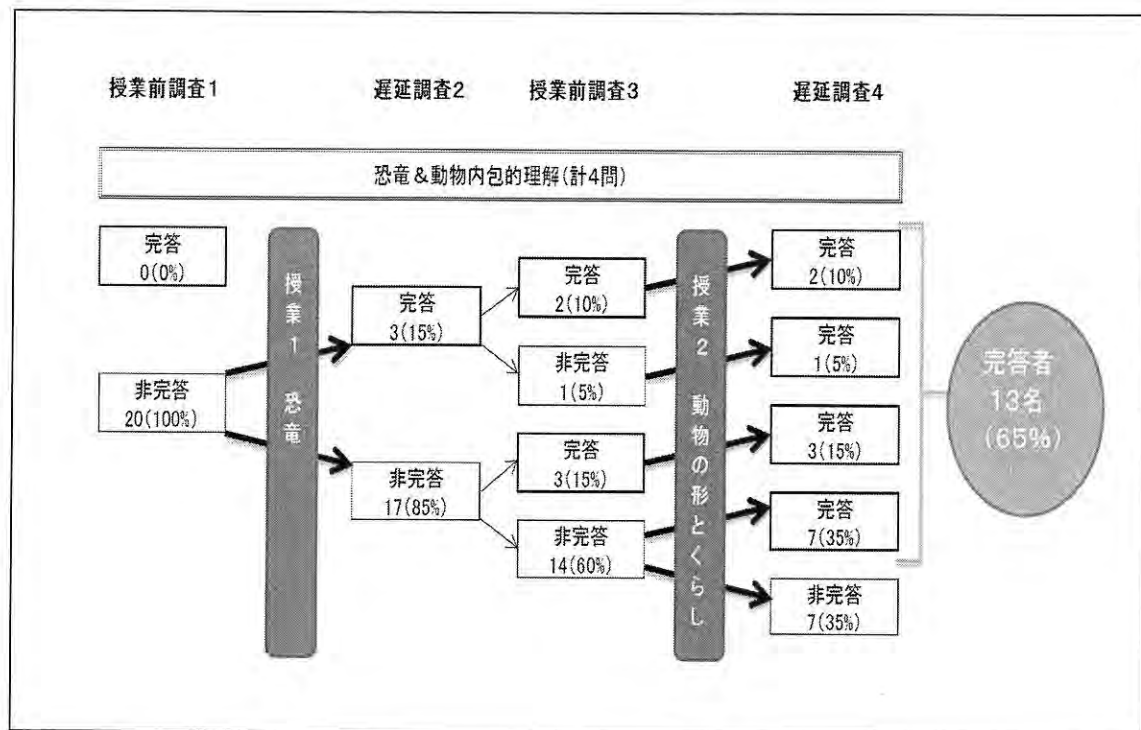 授業前調査1
遅延調査2
授業前調査3
遅延調査4
恐竜＆動物内包的理解(計4問)
完答
0(0%)
非完答
20(100%)
授業1 恐竜
完答
3(15%)
非完答
17(85%)
完答
2(10%)
非完答
1(5%)
完答
3(15%)
非完答
14(60%)
授業2 動物の形とくらし
完答
2(10%)
完答
1(5%)
完答
3(15%)
完答
7(35%)
非完答
7(35%)
完答者
13名
(65%)